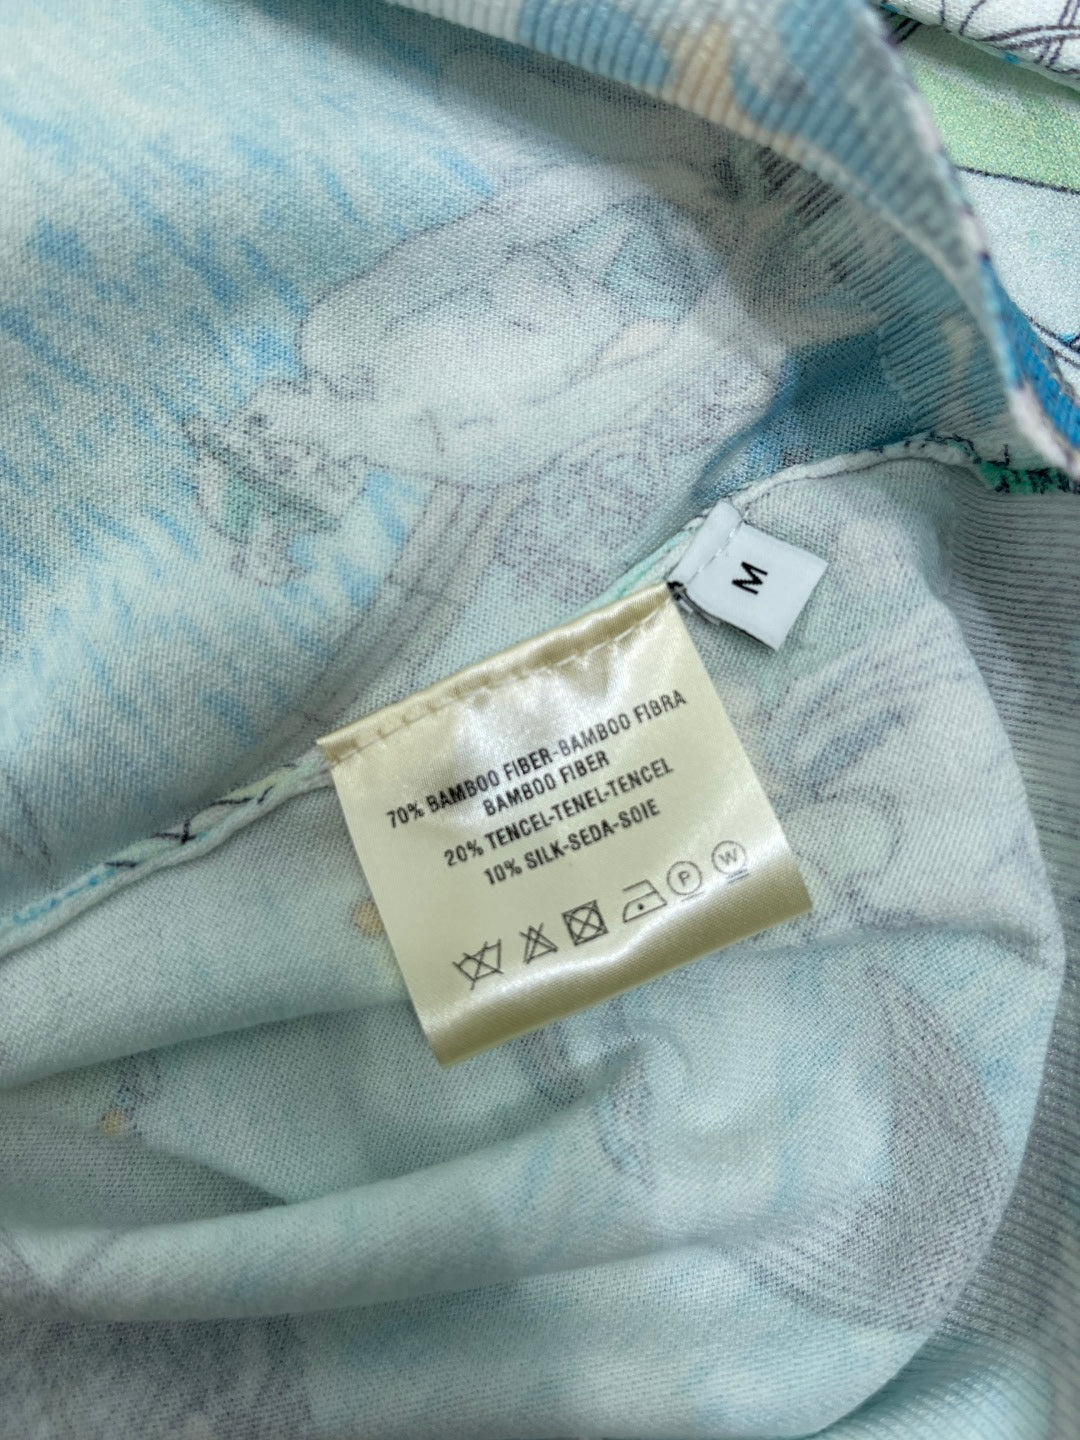 M
70% BAMBOO FIBER-BAMBOO FIBRA
BAMBOO FIBER
20% TENCEL-TENEL-TENCEL
10% SILK-SEDA-SOIE
P W